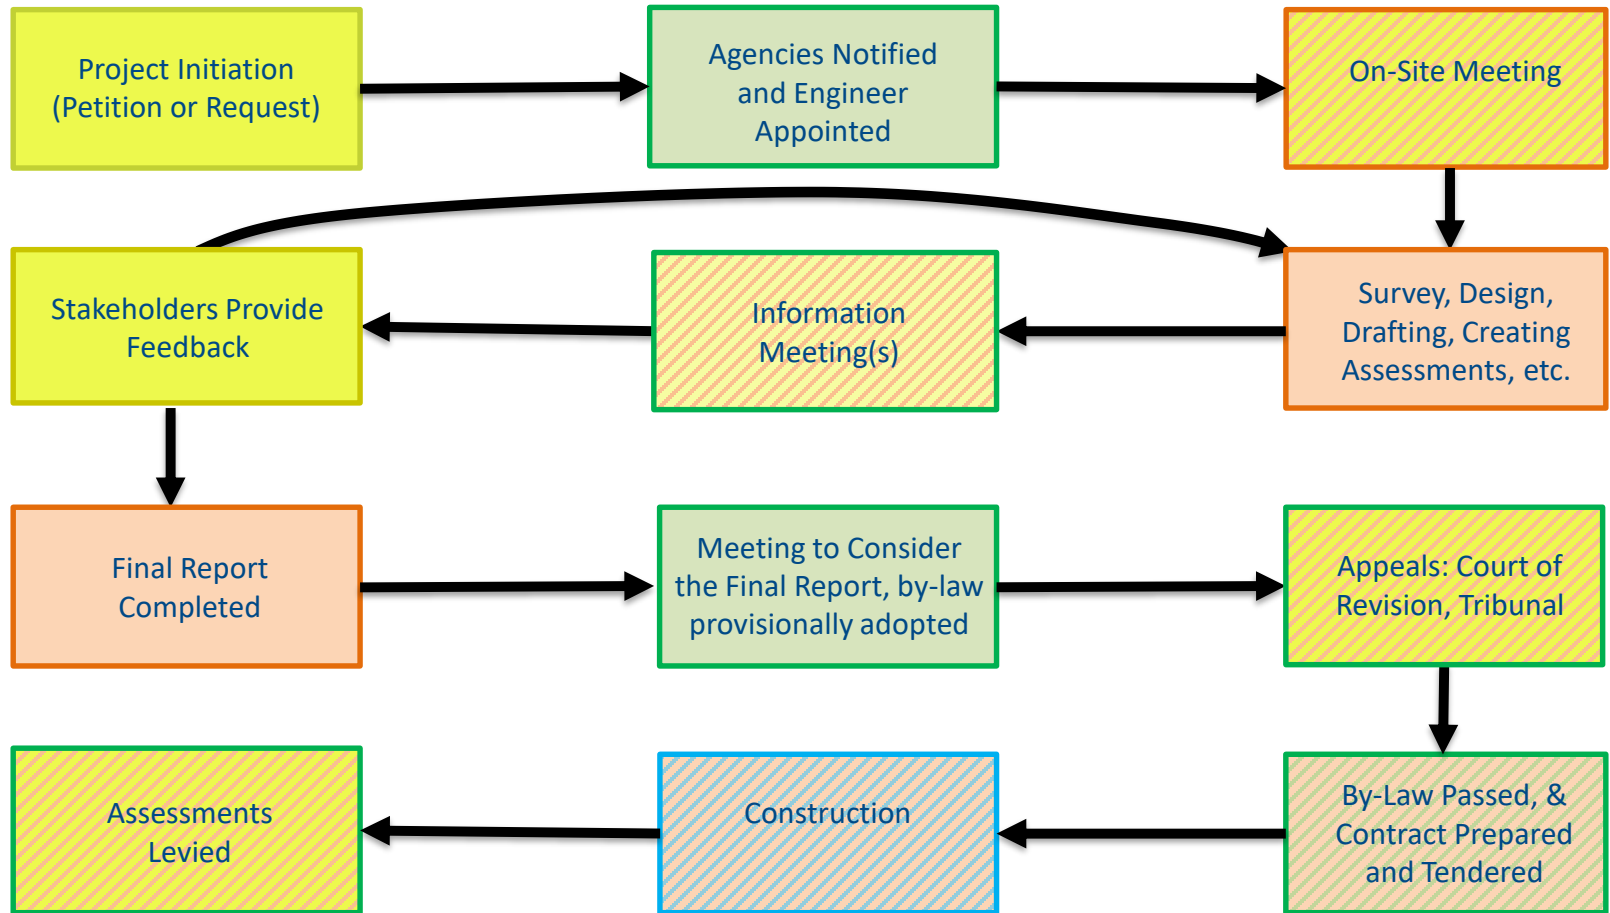 Project Initiation
(Petition or Request)
Agencies Notified
and Engineer
Appointed
On-Site Meeting
Survey, Design,
Drafting, Creating
Assessments, etc.
Information
Meeting(s)
Stakeholders Provide
Feedback
Final Report
Completed
Meeting to Consider
the Final Report, by-law
provisionally adopted
Appeals: Court of
Revision, Tribunal
By-Law Passed, &
Contract Prepared
and Tendered
Construction
Assessments
Levied